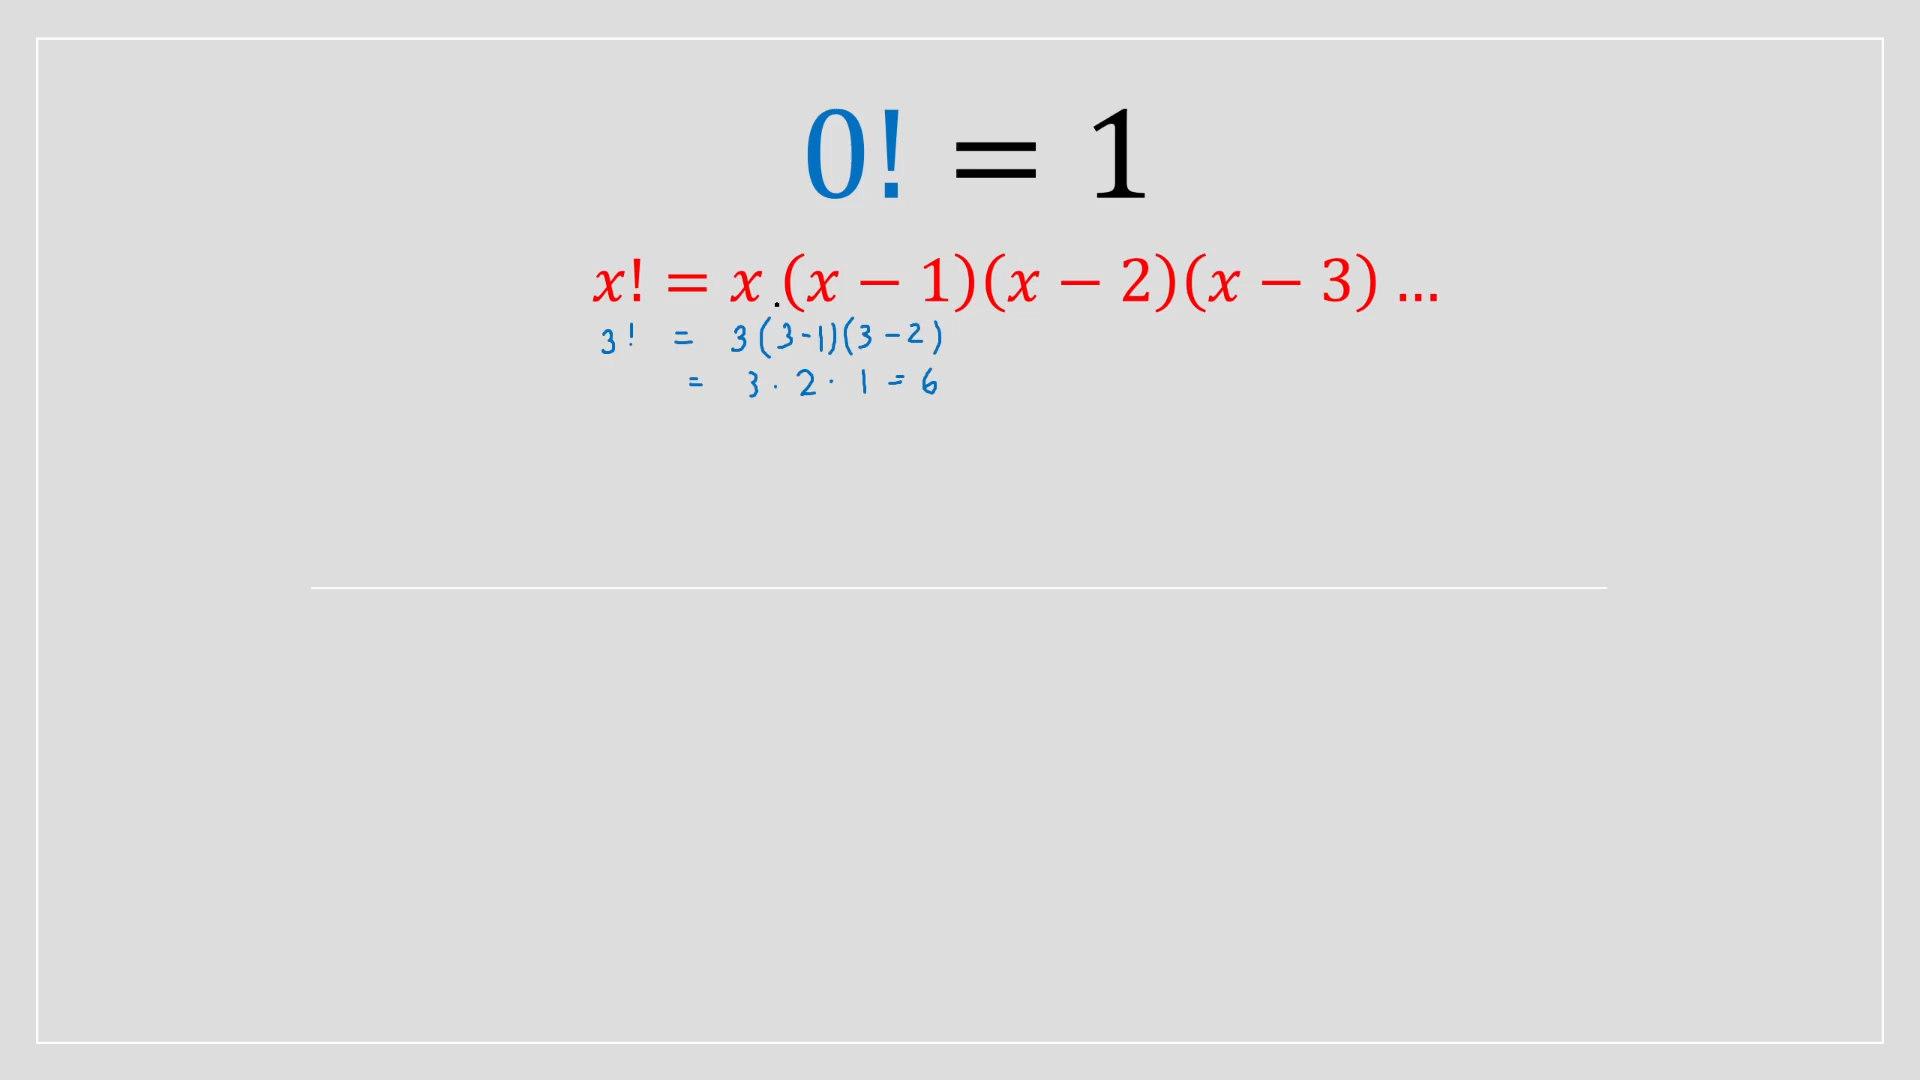 0! = 1
x! = x (x − 1)(x − 2)(x − 3) ...
3! = 3(3-1)(3-2)
= 3 · 2 · 1 = 6